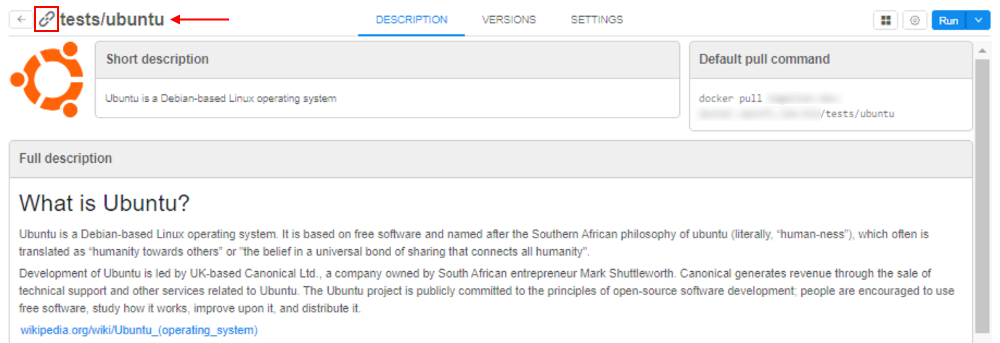 tests/ubuntu
DESCRIPTION
VERSIONS
SETTINGS
Run
Short description
Ubuntu is a Debian-based Linux operating system
Default pull command
docker pull
/tests/ubuntu
Full description
What is Ubuntu?
Ubuntu is a Debian-based Linux operating system. It is based on free software and named after the Southern African philosophy of ubuntu (literally, “human-ness”), which often is
translated as “humanity towards others” or "the belief in a universal bond of sharing that connects all humanity".
Development of Ubuntu is led by UK-based Canonical Ltd., a company owned by South African entrepreneur Mark Shuttleworth. Canonical generates revenue through the sale of
technical support and other services related to Ubuntu. The Ubuntu project is publicly committed to the principles of open-source software development; people are encouraged to use
free software, study how it works, improve upon it, and distribute it.
wikipedia.org/wiki/Ubuntu_(operating_system)